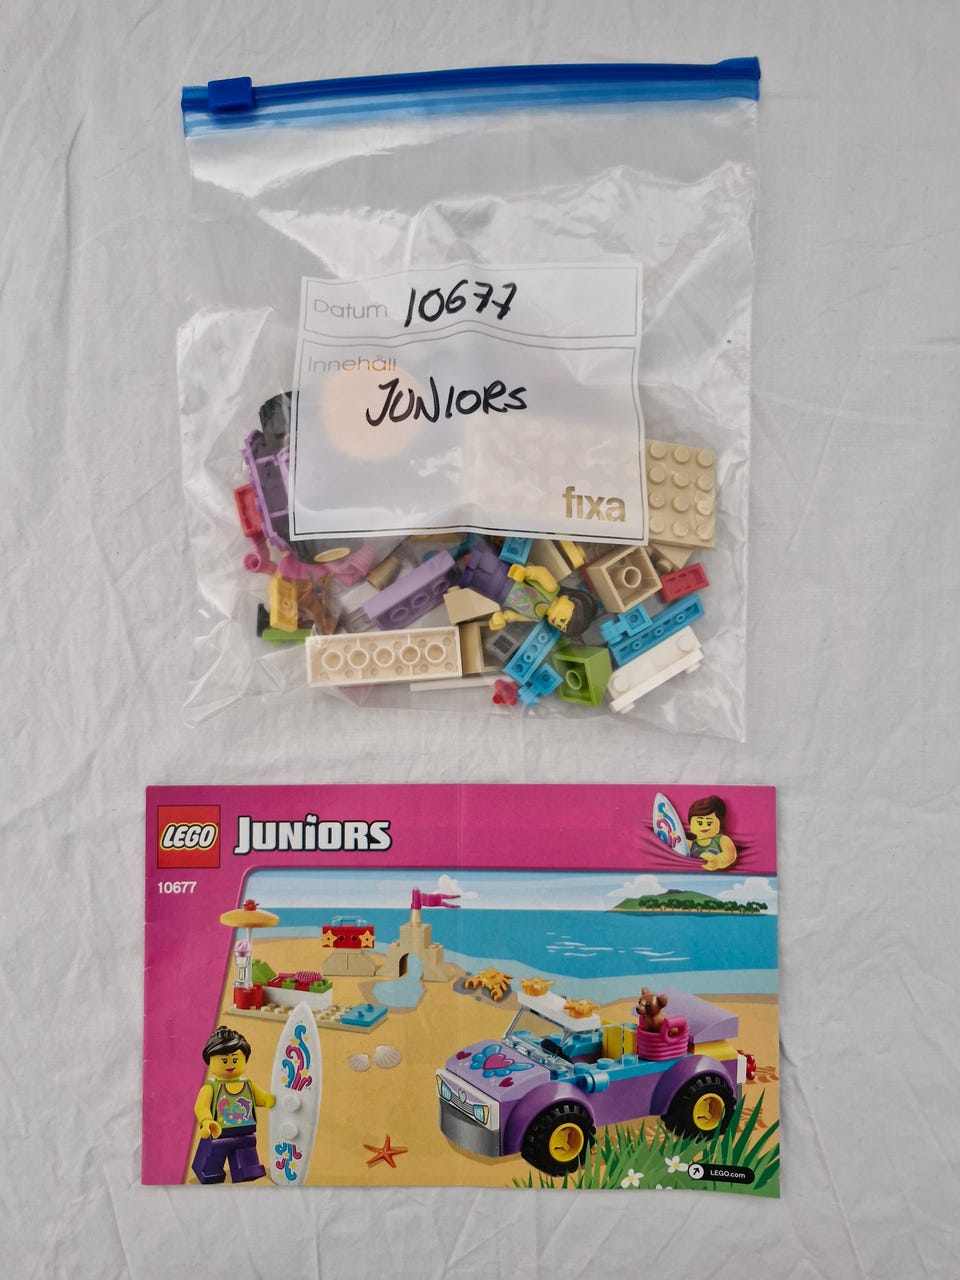 Datum 10677
Innehåll
JUNIORS
fixa
LEGO JUNIORS
10677
LEGO.com